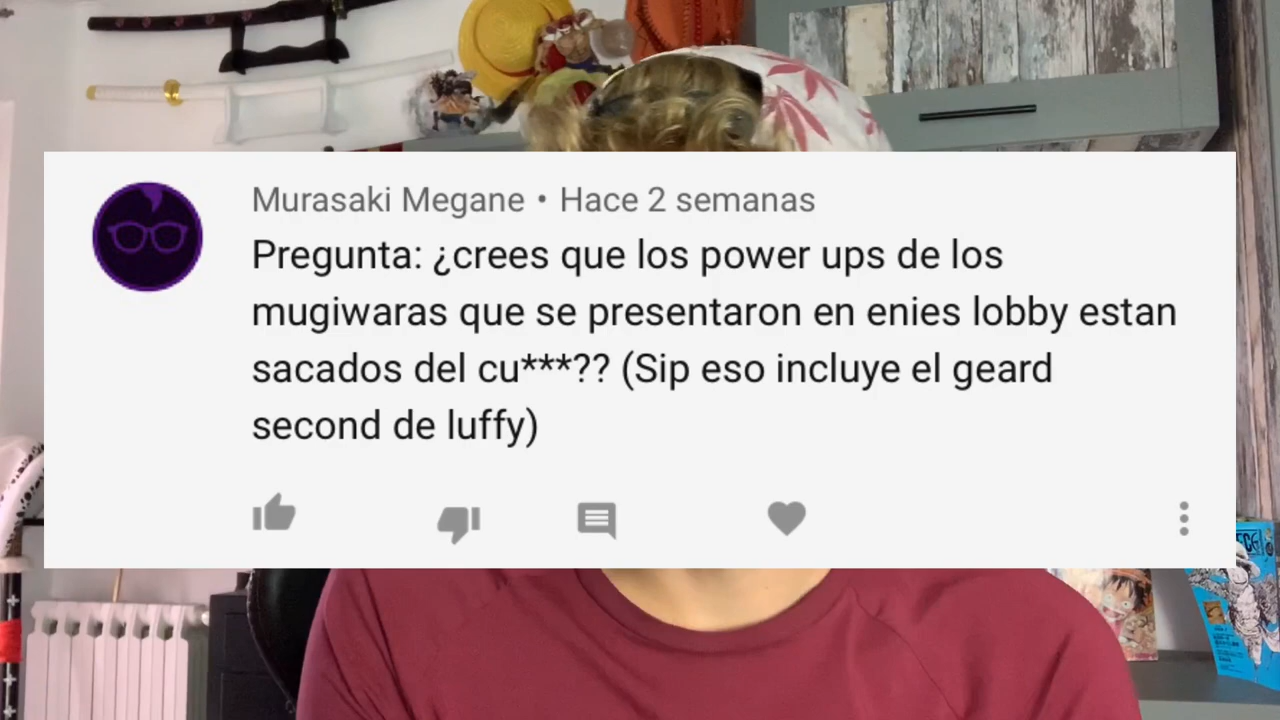 Murasaki Megane • Hace 2 semanas
Pregunta: ¿crees que los power ups de los
mugiwaras que se presentaron en enies lobby estan
sacados del cu***?? (Sip eso incluye el geard
second de luffy)